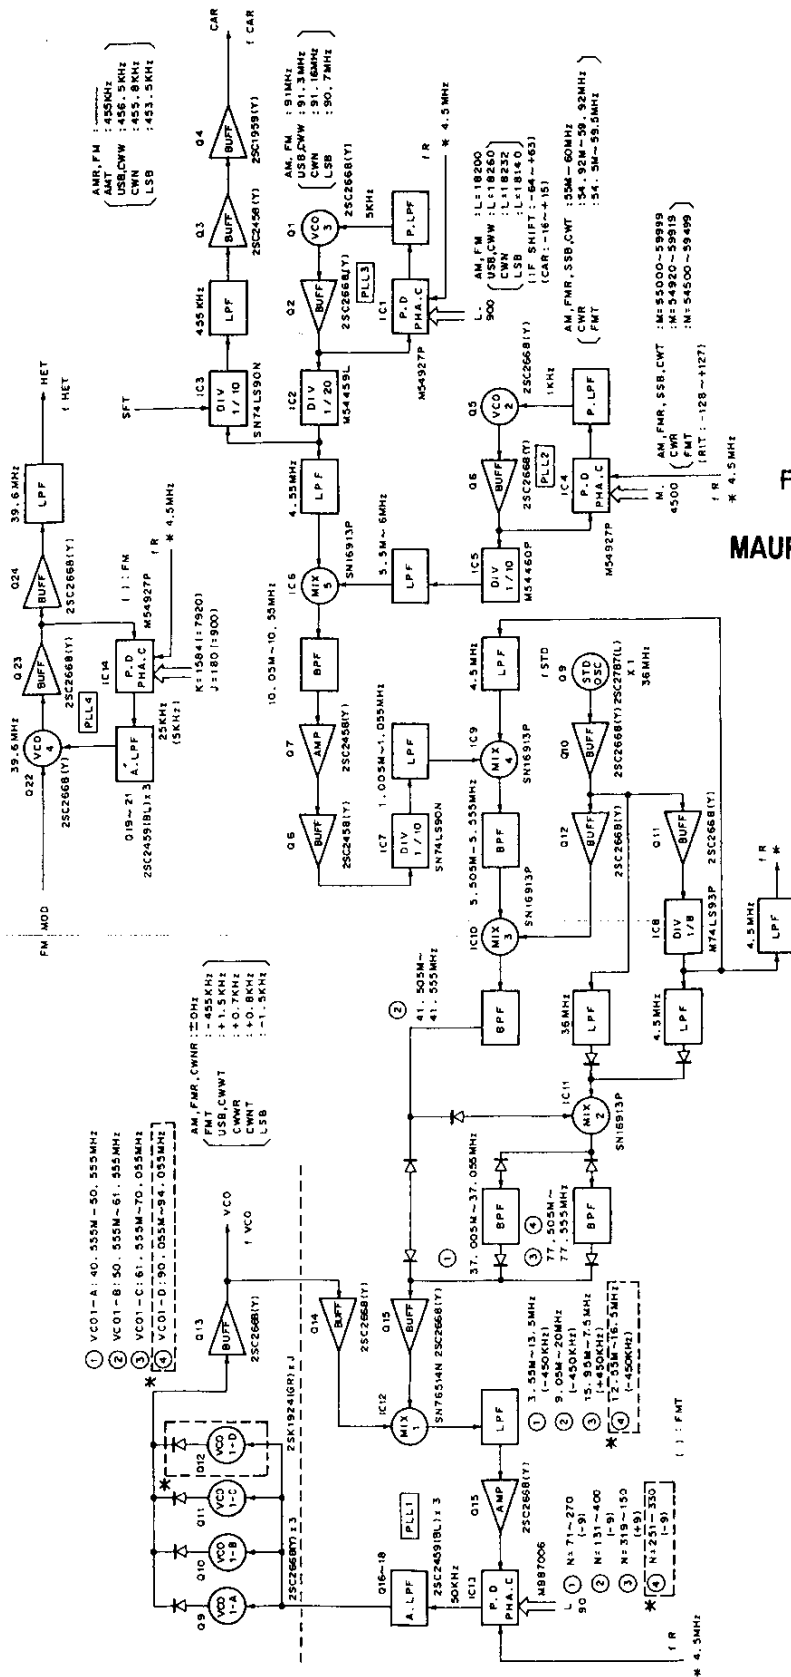 CAR
f CAR
AMR, FM : ———
AMT : 455KHz
USB, CWW : 456.5KHz
CWN : 455.8KHz
LSB : 453.5KHz
Q4
BUFF
2SC1959(Y)
Q3
BUFF
2SC2458(Y)
455KHz
LPF
IC3
DIV
1/10
SN74LS90N
SFT
AM, FM : 91MHz
USB,CWW : 91.3MHz
CWN : 91.16MHz
LSB : 90.7MHz
Q1
VCO
3
2SC2668(Y)
Q2
BUFF
2SC2668(Y)
PLL3
5KHz
P.LPF
IC1
P.D
PHA.C
M54927P
f R
* 4.5MHz
IC2
DIV
1/20
M54459L
L.
900
AM, FM : L=18200
USB,CWW : L=18260
CWN : L=18232
LSB : L=18140
(IF SHIFT : -64~+63)
(CAR : -16~+15)
HET
f HET
39.6MHz
LPF
Q24
BUFF
2SC2668(Y)
Q23
BUFF
2SC2668(Y)
39.6MHz
Q22
VCO
4
2SC2668(Y)
PLL4
( ) : FM
IC14
P.D
PHA.C
M54927P
f R
* 4.5MHz
25KHz
(5KHz)
K=1584(=7920)
J=180(=900)
A.LPF
Q19~21
2SC2459(BL)x3
FM MOD
4.55MHz
LPF
IC6
MIX
5
SN16913P
10.05M~10.55MHz
BPF
Q7
AMP
2SC2458(Y)
Q6
BUFF
2SC2458(Y)
IC7
DIV
1/10
SN74LS90N
1.005M~1.055MHz
LPF
5.5M~6MHz
LPF
IC5
DIV
1/10
M54460P
Q5
VCO
2
2SC2668(Y)
1KHz
P.LPF
Q6
BUFF
2SC2668(Y)
PLL2
IC4
P.D
PHA.C
M54927P
AM,FMR,SSB,CWT : 55M~60MHz
CWR : 54.92M~59.92MHz
FMT : 54.5M~59.5MHz
M.
4500
AM,FMR,SSB,CWT : M=55000~59999
CWR : M=54920~59919
FMT : M=54500~59499
(RIT : -128~+127)
f R
* 4.5MHz
MAUF
4.5MHz
LPF
IC9
MIX
4
SN16913P
5.505M~5.555MHz
BPF
IC10
MIX
3
SN16913P
BPF
② 41.505M~
41.555MHz
f STD
Q9
STD
OSC
2SC2787(L)
X1
36MHz
Q10
BUFF
2SC2668(Y)
Q12
BUFF
2SC2668(Y)
Q11
BUFF
2SC2668(Y)
IC8
DIV
1/8
M74LS93P
4.5MHz
LPF
f R
*
36MHz
LPF
4.5MHz
LPF
IC11
MIX
2
SN16913P
① 37.005M~37.055MHz
BPF
③ ④ 77.505M~
77.555MHz
BPF
① VCO1-A : 40.555M~50.555MHz
② VCO1-B : 50.555M~61.555MHz
③ VCO1-C : 61.555M~70.055MHz
* ④ VCO1-D : 90.055M~94.055MHz
AM,FMR,CWNR : ±0Hz
FMT : -455KHz
USB,CWWT : +1.5KHz
CWWR : +0.7KHz
CWNT : +0.8KHz
LSB : -1.5KHz
VCO
f VCO
Q13
BUFF
2SC2668(Y)
Q14
BUFF
2SC2668(Y)
BUFF
Q15
2SC2668(Y)
IC12
MIX
1
SN76514N
LPF
① 3.55M~13.5MHz
(-450KHz)
② 9.05M~20MHz
(-450KHz)
③ 15.95M~7.5MHz
(+450KHz)
* ④ 12.55M~16.5MHz
(-450KHz)
( ) : FMT
Q15
AMP
2SC2668(Y)
PLL1
IC13
P.D
PHA.C
MB87006
50KHz
2SC2459(BL)x3
A.LPF
Q16~18
L
90
① N=71~270
(-9)
② N=131~400
(-9)
③ N=319~150
(+9)
* ④ N=251~330
(-9)
f R
* 4.5MHz
Q9
VCO
1-A
Q10
VCO
1-B
Q11
VCO
1-C
*
Q12
VCO
1-D
2SC2668(Y)x3
2SK1924(GR)xJ